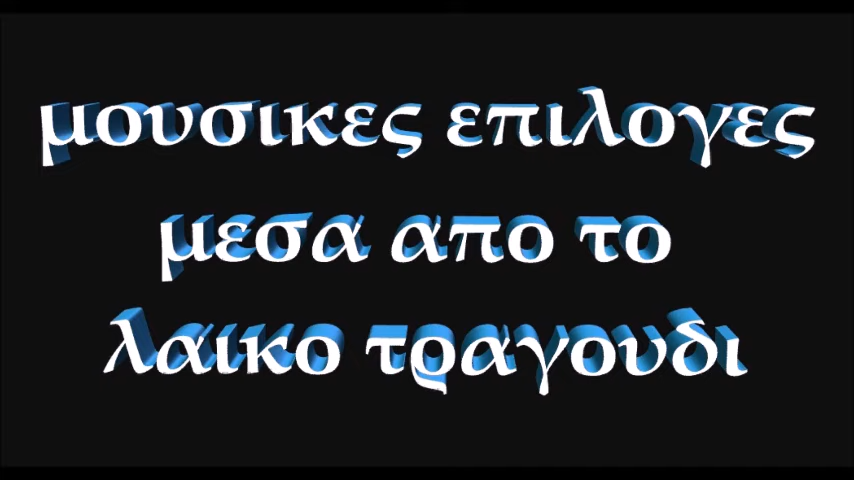 μουσικες επιλογες
μεσα απο το
λαικο τραγουδι